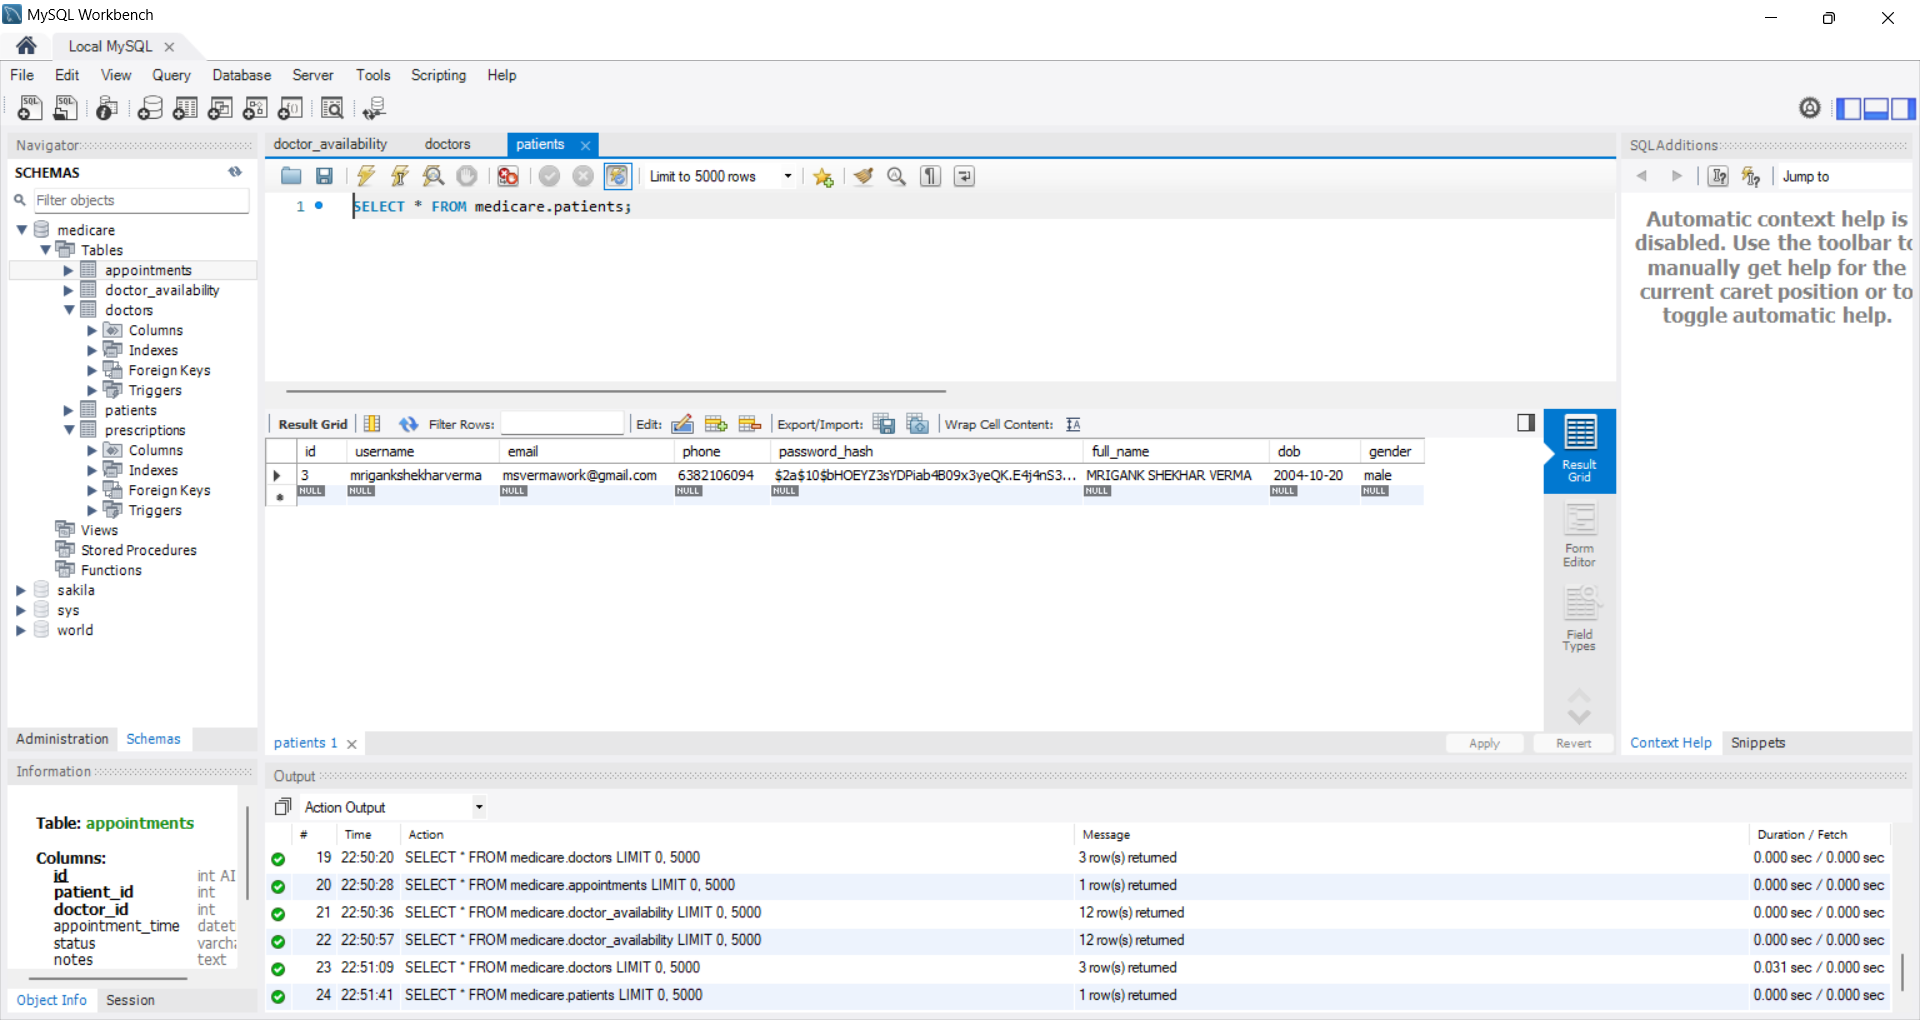 MySQL Workbench
Local MySQL
File Edit View Query Database Server Tools Scripting Help
Navigator
SCHEMAS
Filter objects
medicare
Tables
appointments
doctor_availability
doctors
Columns
Indexes
Foreign Keys
Triggers
patients
prescriptions
Columns
Indexes
Foreign Keys
Triggers
Views
Stored Procedures
Functions
sakila
sys
world
Administration Schemas
Information
Table: appointments
Columns:
id int AI
patient_id int
doctor_id int
appointment_time datet
status varcha
notes text
Object Info Session
doctor_availability doctors patients
Limit to 5000 rows
1 SELECT * FROM medicare.patients;
Result Grid Filter Rows: Edit: Export/Import: Wrap Cell Content:
id username email phone password_hash full_name dob gender
3 mrigankshekharverma msvermawork@gmail.com 6382106094 $2a$10$bHOEYZ3sYDPiab4B09x3yeQK.E4j4nS3... MRIGANK SHEKHAR VERMA 2004-10-20 male
NULL NULL NULL NULL NULL NULL NULL NULL
Result Grid
Form Editor
Field Types
patients 1
Apply Revert
Output
Action Output
# Time Action Message Duration / Fetch
19 22:50:20 SELECT * FROM medicare.doctors LIMIT 0, 5000 3 row(s) returned 0.000 sec / 0.000 sec
20 22:50:28 SELECT * FROM medicare.appointments LIMIT 0, 5000 1 row(s) returned 0.000 sec / 0.000 sec
21 22:50:36 SELECT * FROM medicare.doctor_availability LIMIT 0, 5000 12 row(s) returned 0.000 sec / 0.000 sec
22 22:50:57 SELECT * FROM medicare.doctor_availability LIMIT 0, 5000 12 row(s) returned 0.000 sec / 0.000 sec
23 22:51:09 SELECT * FROM medicare.doctors LIMIT 0, 5000 3 row(s) returned 0.031 sec / 0.000 sec
24 22:51:41 SELECT * FROM medicare.patients LIMIT 0, 5000 1 row(s) returned 0.000 sec / 0.000 sec
SQLAdditions
Jump to
Automatic context help is
disabled. Use the toolbar to
manually get help for the
current caret position or to
toggle automatic help.
Context Help Snippets